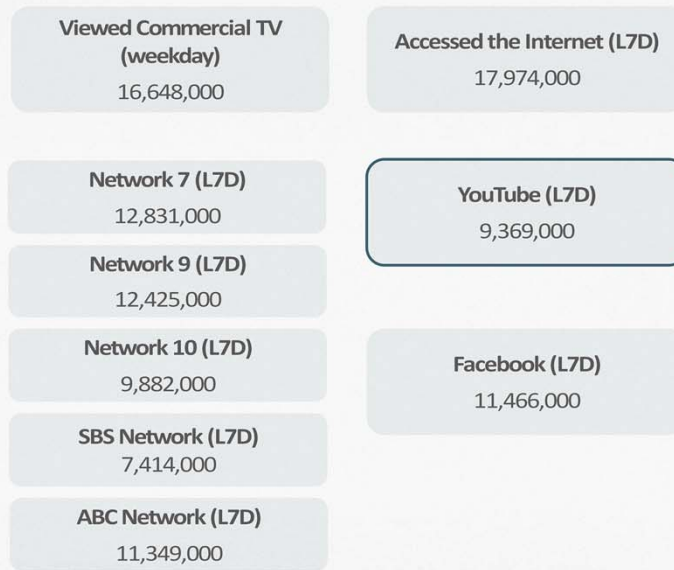 Viewed Commercial TV
(weekday)
16,648,000
Network 7 (L7D)
12,831,000
Network 9 (L7D)
12,425,000
Network 10 (L7D)
9,882,000
SBS Network (L7D)
7,414,000
ABC Network (L7D)
11,349,000
Accessed the Internet (L7D)
17,974,000
YouTube (L7D)
9,369,000
Facebook (L7D)
11,466,000